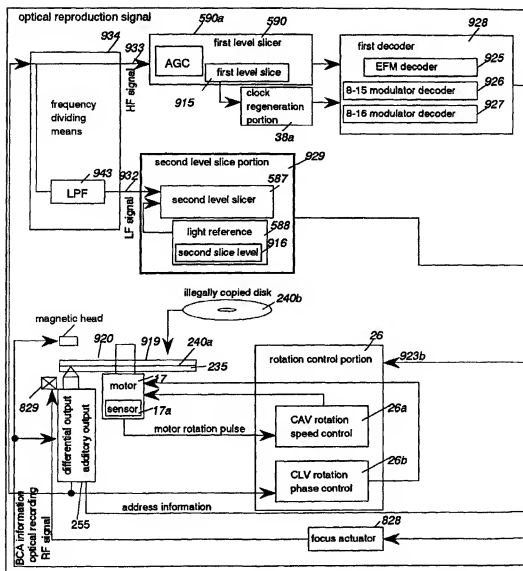 optical reproduction signal
934
933
590a
590
928
first level slicer
AGC
first level slice
915
clock
regeneration
portion
38a
HF signal
first decoder
925
EFM decoder
926
8-15 modulator decoder
927
8-16 modulator decoder
frequency
dividing
means
943
LPF
932
LF signal
second level slice portion
929
587
second level slicer
588
light reference
916
second slice level
illegally copied disk
240b
magnetic head
920
919
240a
235
26
rotation control portion
923b
motor
17
sensor
17a
829
differential output
additory output
motor rotation pulse
26a
CAV rotation
speed control
26b
CLV rotation
phase control
255
address information
BCA information
optical recording
RF signal
828
focus actuator